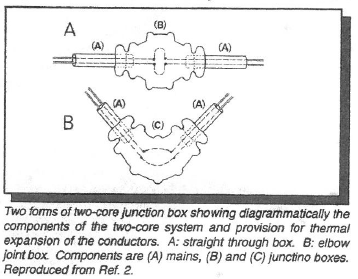 A
(B)
(A)
(A)
(A)
(A)
B
(C)
Two forms of two-core junction box showing diagrammatically the
components of the two-core system and provision for thermal
expansion of the conductors. A: straight through box. B: elbow
joint box. Components are (A) mains, (B) and (C) junctino boxes.
Reproduced from Ref. 2.